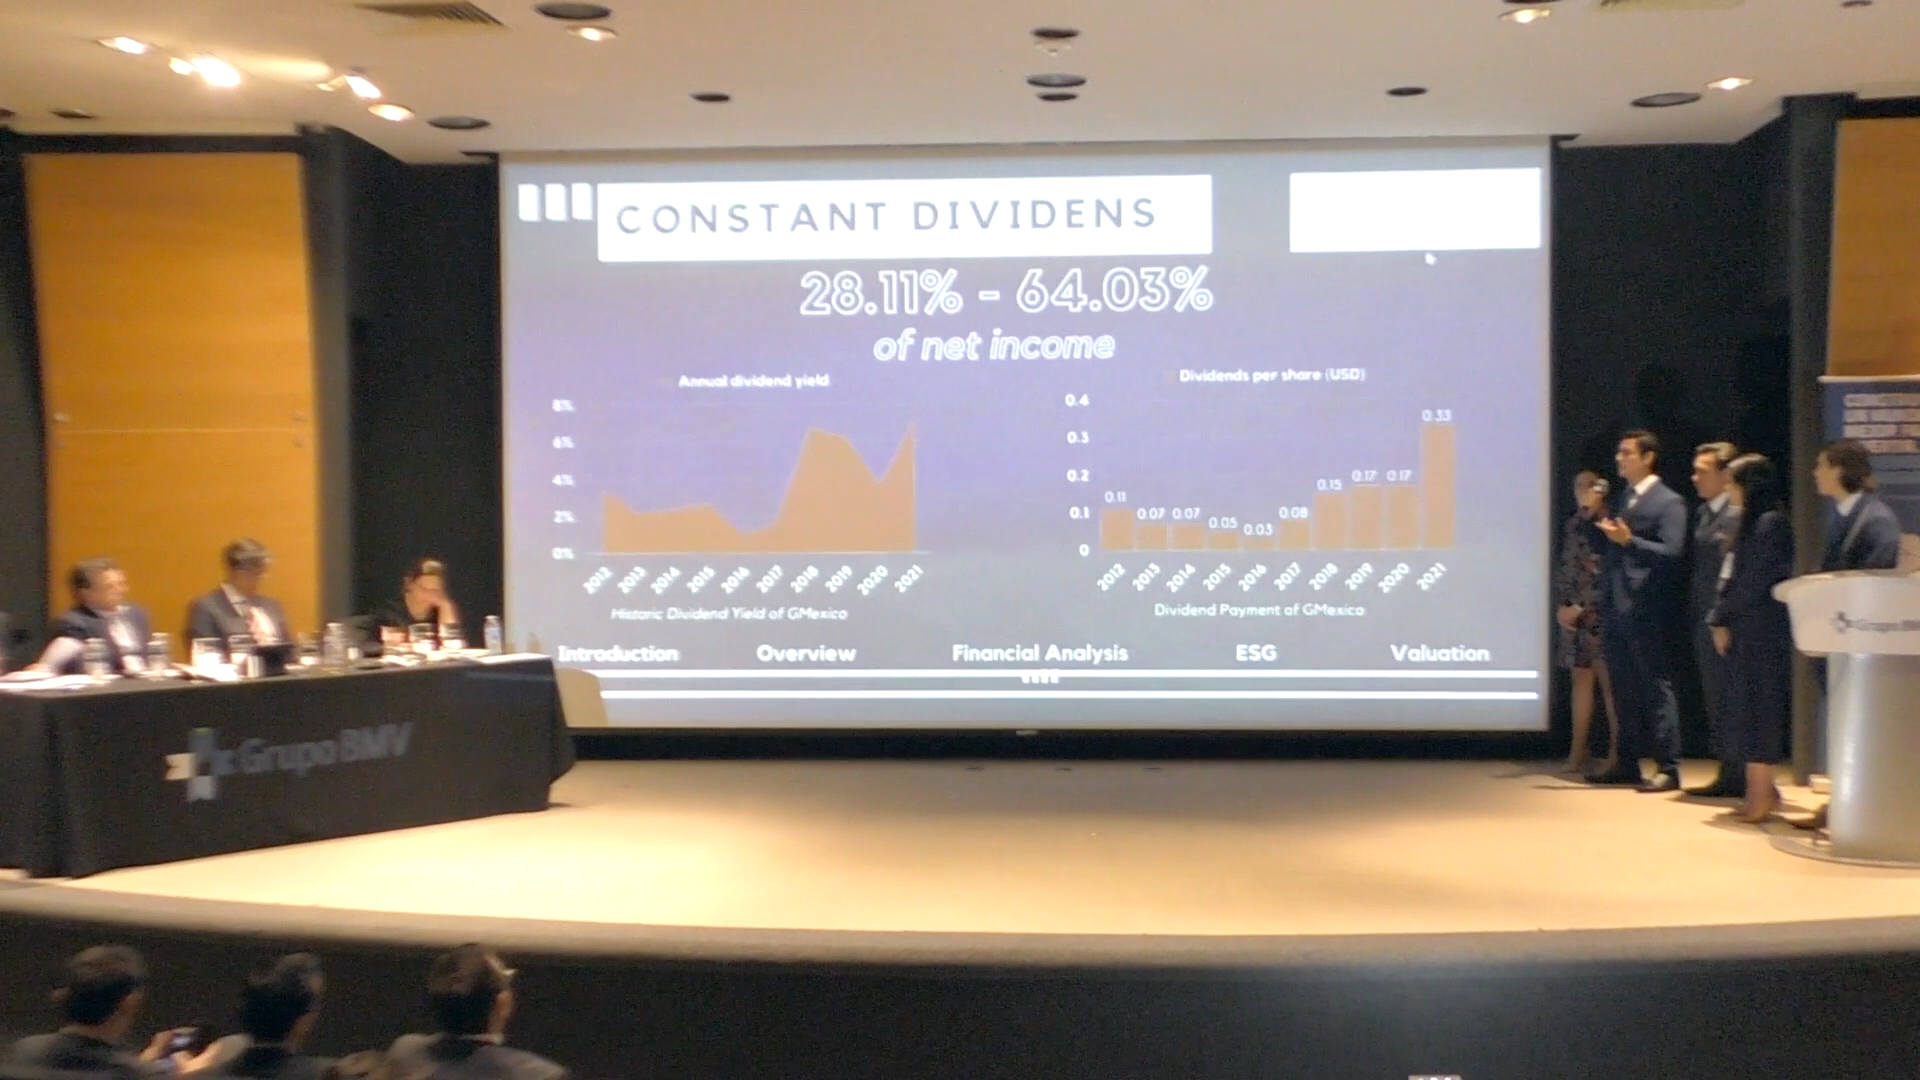 CONSTANT DIVIDENS
28.11% - 64.03%
of net income
Annual dividend yield
8%
6%
4%
2%
0%
2012 2013 2014 2015 2016 2017 2018 2019 2020 2021
Historic Dividend Yield of GMexico
Dividends per share (USD)
0.4
0.3
0.2
0.1
0
0.11 0.07 0.07 0.05 0.03 0.08 0.15 0.17 0.17 0.33
2012 2013 2014 2015 2016 2017 2018 2019 2020 2021
Dividend Payment of GMexico
Introduction Overview Financial Analysis ESG Valuation
Grupo BMV